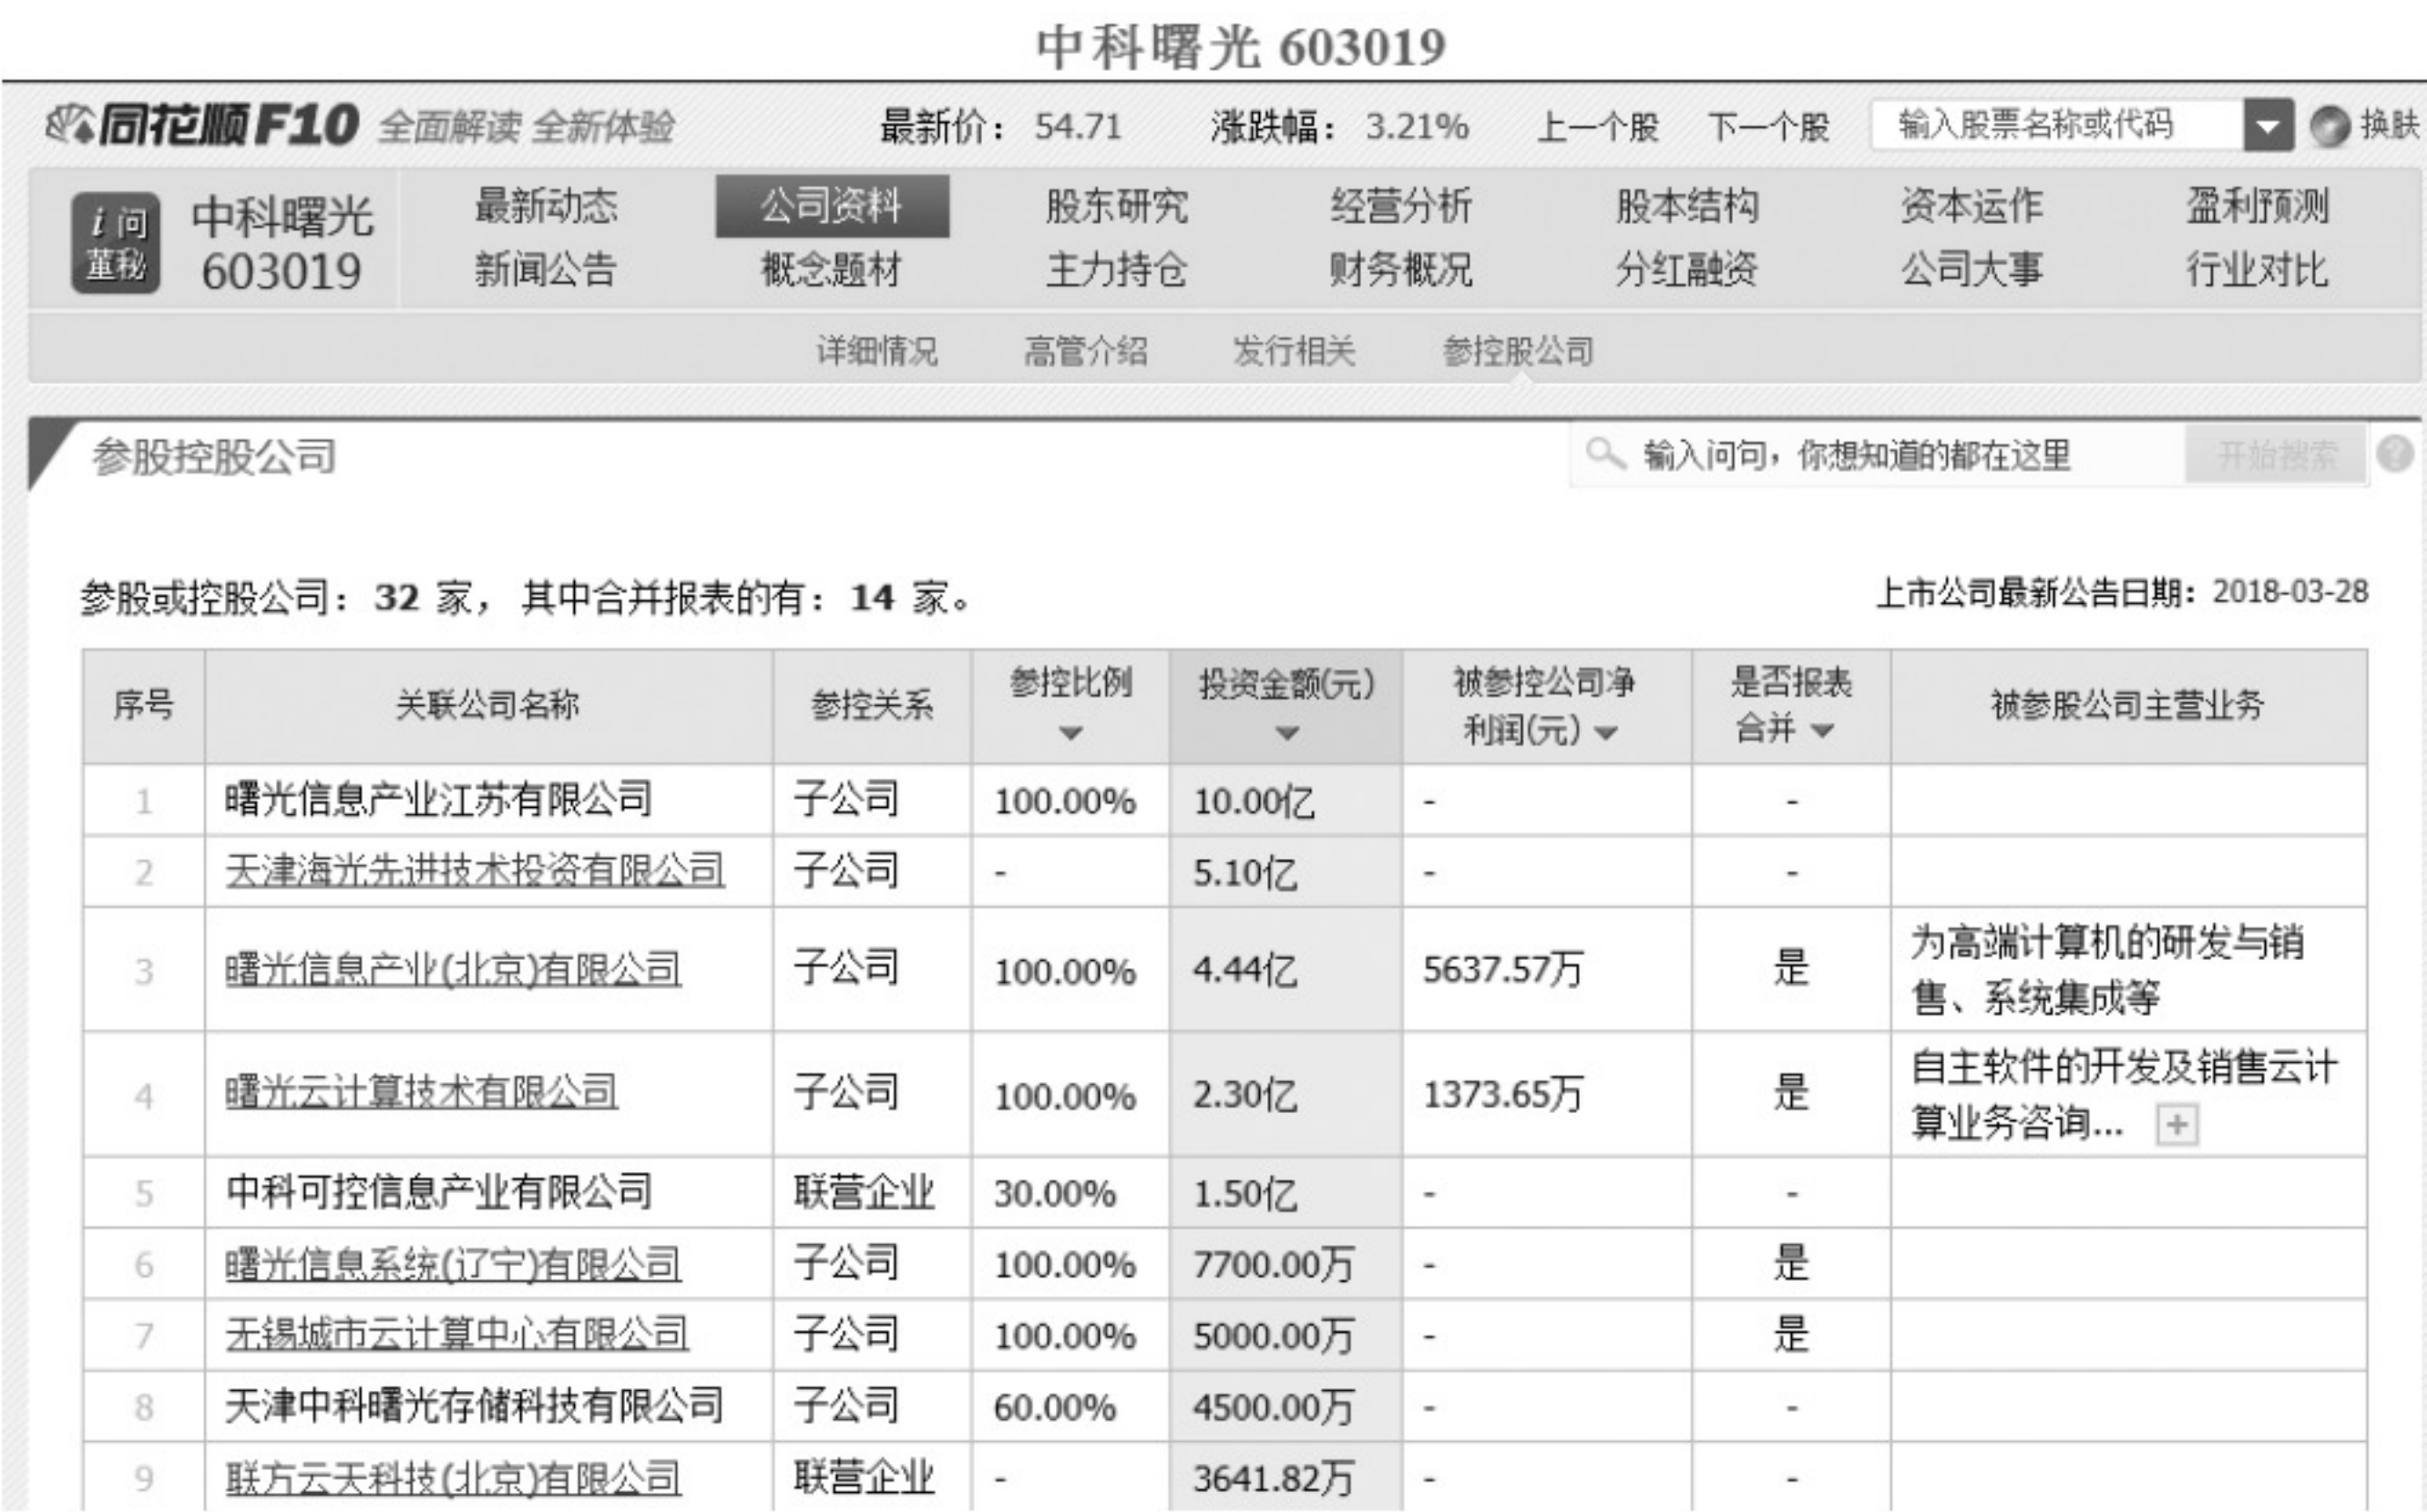 中科曙光 603019
同花顺F10 全面解读 全新体验 最新价： 54.71 涨跌幅： 3.21% 上一个股 下一个股 输入股票名称或代码 换肤
i 问 董秘 中科曙光 603019
最新动态 公司资料 股东研究 经营分析 股本结构 资本运作 盈利预测
新闻公告 概念题材 主力持仓 财务概况 分红融资 公司大事 行业对比
详细情况 高管介绍 发行相关 参控股公司
参股控股公司 输入问句，你想知道的都在这里 开始搜索 ?
参股或控股公司：32 家， 其中合并报表的有：14 家。 上市公司最新公告日期：2018-03-28
序号 关联公司名称 参控关系 参控比例 投资金额(元) 被参控公司净利润(元) 是否报表合并 被参股公司主营业务
1 曙光信息产业江苏有限公司 子公司 100.00% 10.00亿 - -
2 天津海光先进技术投资有限公司 子公司 - 5.10亿 - -
3 曙光信息产业(北京)有限公司 子公司 100.00% 4.44亿 5637.57万 是 为高端计算机的研发与销售、系统集成等
4 曙光云计算技术有限公司 子公司 100.00% 2.30亿 1373.65万 是 自主软件的开发及销售云计算业务咨询... +
5 中科可控信息产业有限公司 联营企业 30.00% 1.50亿 - -
6 曙光信息系统(辽宁)有限公司 子公司 100.00% 7700.00万 - 是
7 无锡城市云计算中心有限公司 子公司 100.00% 5000.00万 - 是
8 天津中科曙光存储科技有限公司 子公司 60.00% 4500.00万 - -
9 联方云天科技(北京)有限公司 联营企业 - 3641.82万 - -